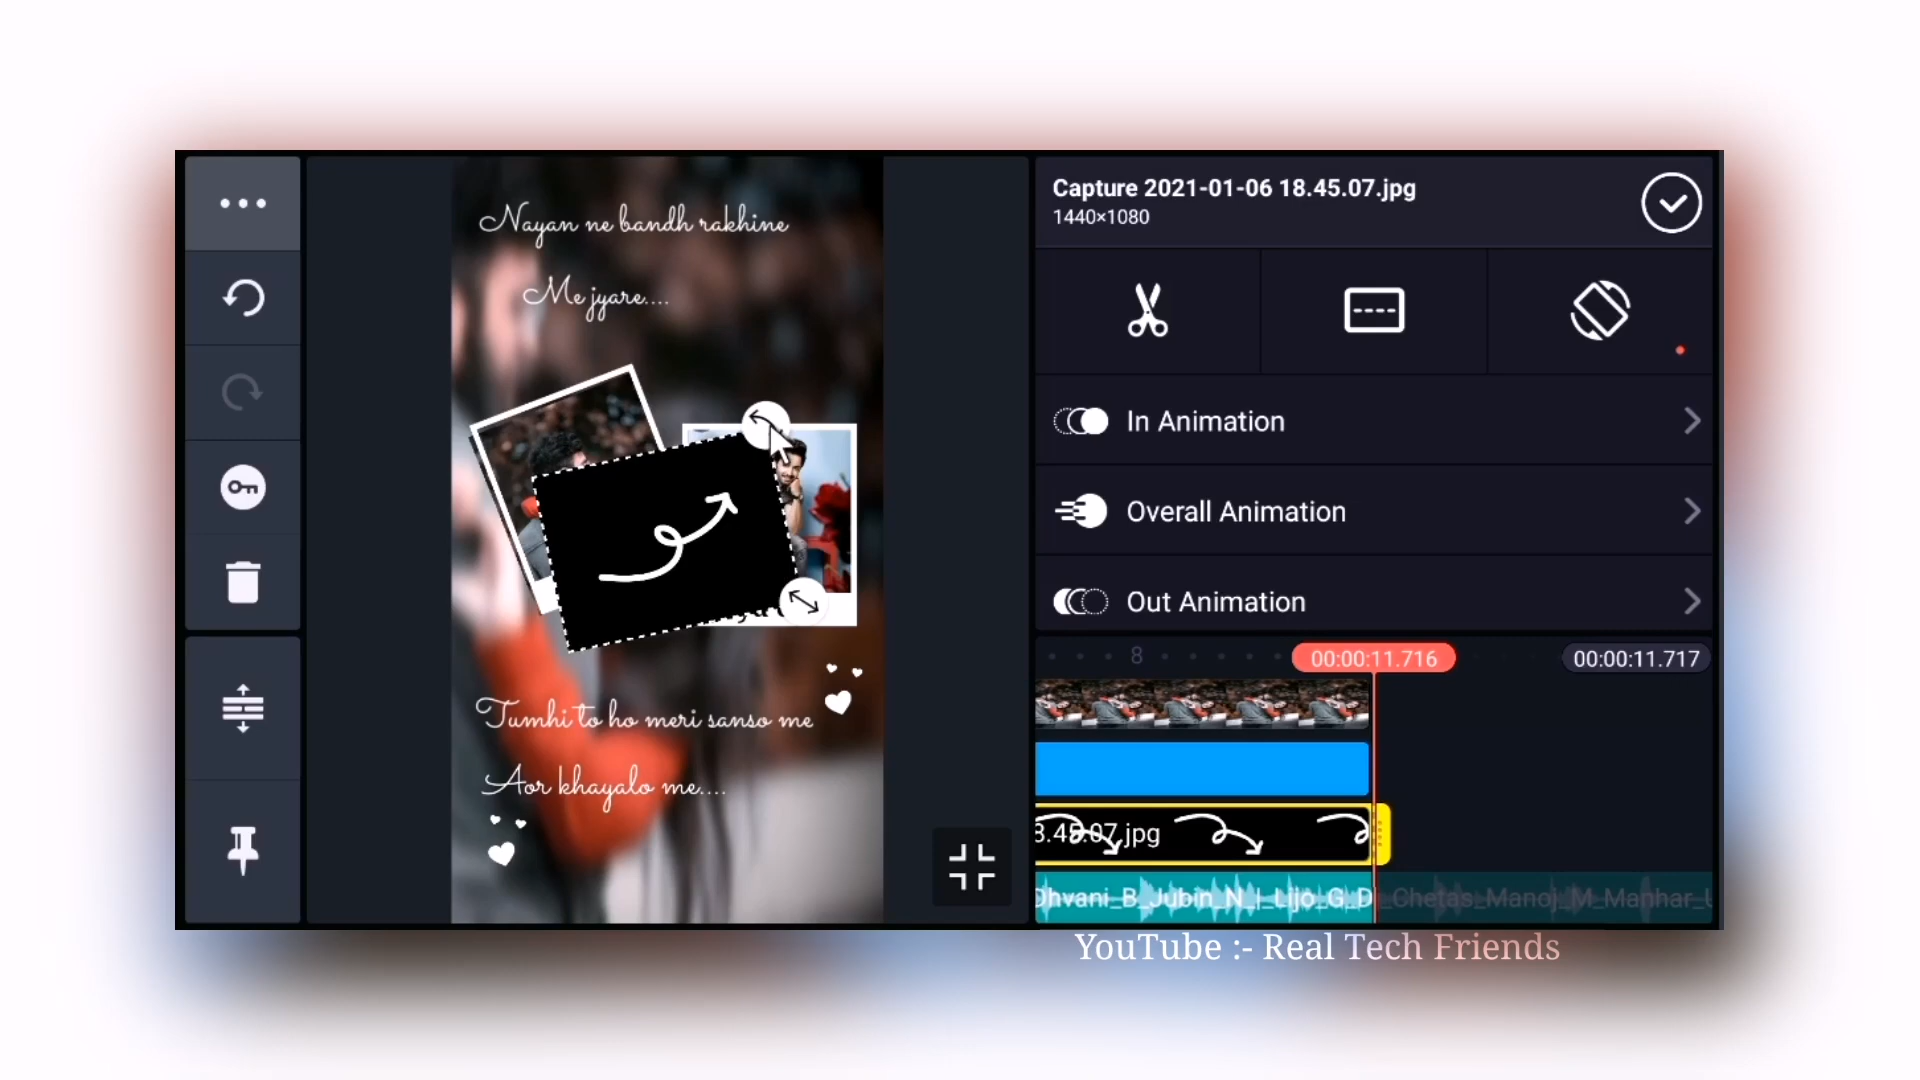 Nayan ne bandh rakhine
Me jyare....
Tumhi to ho meri sanso me
Aor khayalo me....
Capture 2021-01-06 18.45.07.jpg
1440×1080
In Animation
Overall Animation
Out Animation
8
00:00:11.716
00:00:11.717
8.45.07.jpg
Dhvani_B_Jubin_N_I_Lijo_G_Dj_Chetas_Manoj_M_Manhar_U
YouTube :- Real Tech Friends